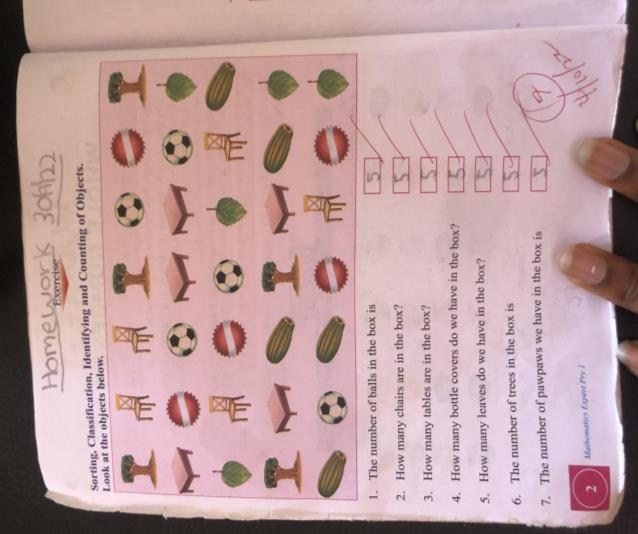 Homework 30/9/22
Exercise
Sorting, Classification, Identifying and Counting of Objects.
Look at the objects below.
1. The number of balls in the box is 5
2. How many chairs are in the box? 5
3. How many tables are in the box? 5
4. How many bottle covers do we have in the box? 5
5. How many leaves do we have in the box? 5
6. The number of trees in the box is 5
7. The number of pawpaws we have in the box is 5
4/10/22
2
Mathematics Expert Pry 1